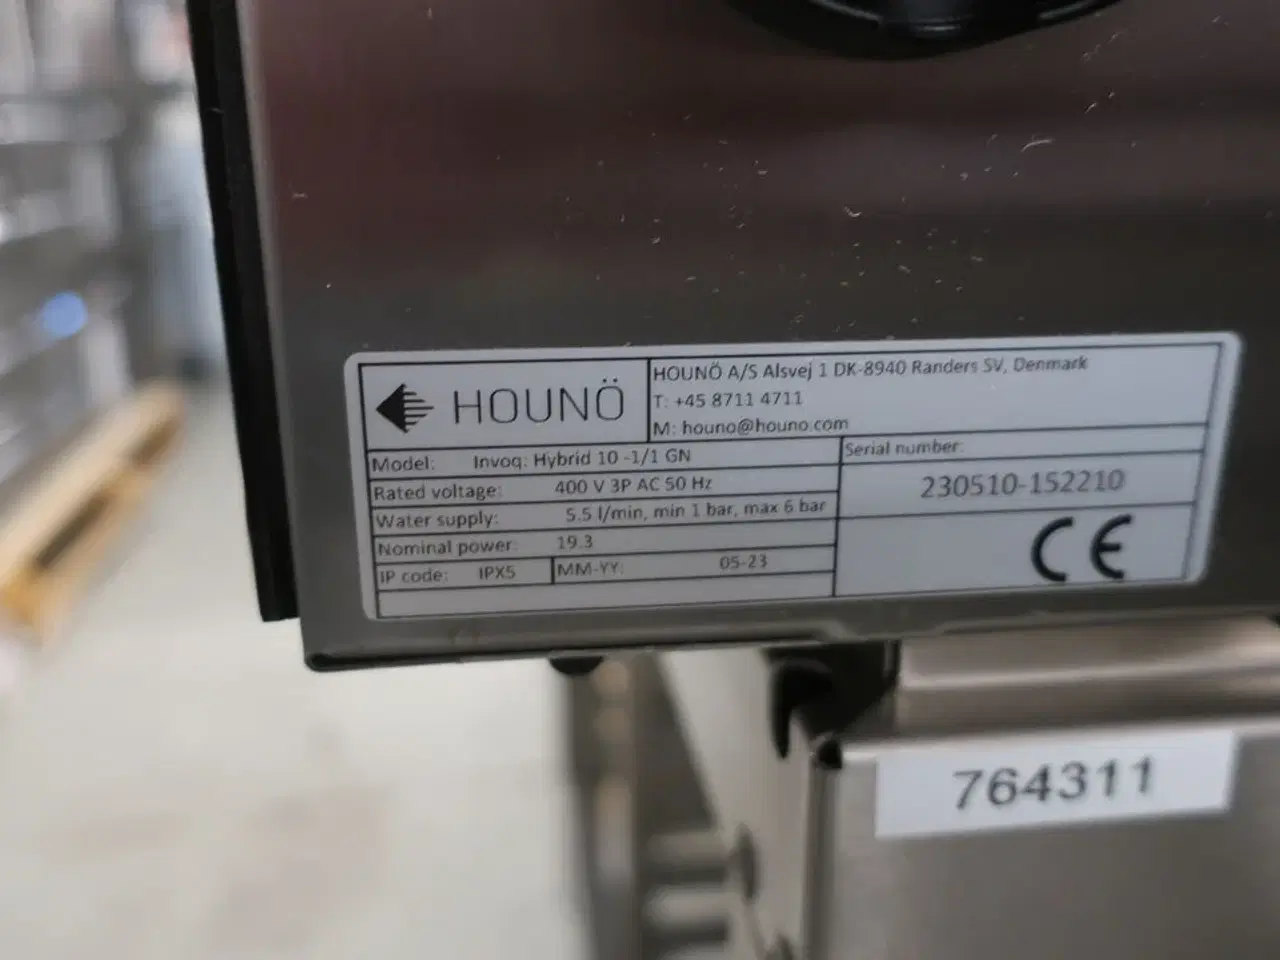 HOUNÖ
HOUNÖ A/S Alsvej 1 DK-8940 Randers SV, Denmark
T: +45 8711 4711
M: houno@houno.com
Model: Invoq: Hybrid 10 -1/1 GN
Serial number:
Rated voltage: 400 V 3P AC 50 Hz
230510-152210
Water supply: 5.5 l/min, min 1 bar, max 6 bar
Nominal power: 19.3
CE
IP code: IPX5 MM-YY: 05-23
764311